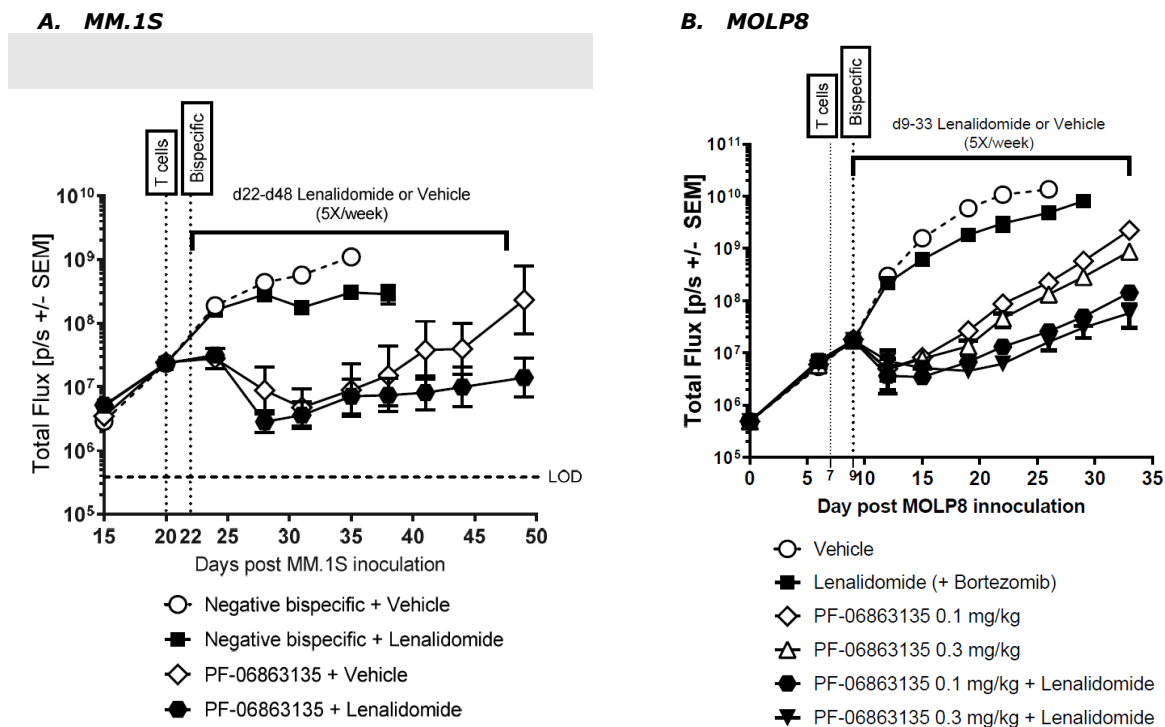 A. MM.1S
T cells
Bispecific
d22-d48 Lenalidomide or Vehicle
(5X/week)
Total Flux [p/s +/- SEM]
10¹⁰
10⁹
10⁸
10⁷
10⁶
10⁵
LOD
15 20 22 25 30 35 40 45 50
Days post MM.1S inoculation
Negative bispecific + Vehicle
Negative bispecific + Lenalidomide
PF-06863135 + Vehicle
PF-06863135 + Lenalidomide
B. MOLP8
T cells
Bispecific
d9-33 Lenalidomide or Vehicle
(5X/week)
Total Flux [p/s +/- SEM]
10¹¹
10¹⁰
10⁹
10⁸
10⁷
10⁶
10⁵
0 5 7 9 10 15 20 25 30 35
Day post MOLP8 innoculation
Vehicle
Lenalidomide (+ Bortezomib)
PF-06863135 0.1 mg/kg
PF-06863135 0.3 mg/kg
PF-06863135 0.1 mg/kg + Lenalidomide
PF-06863135 0.3 mg/kg + Lenalidomide